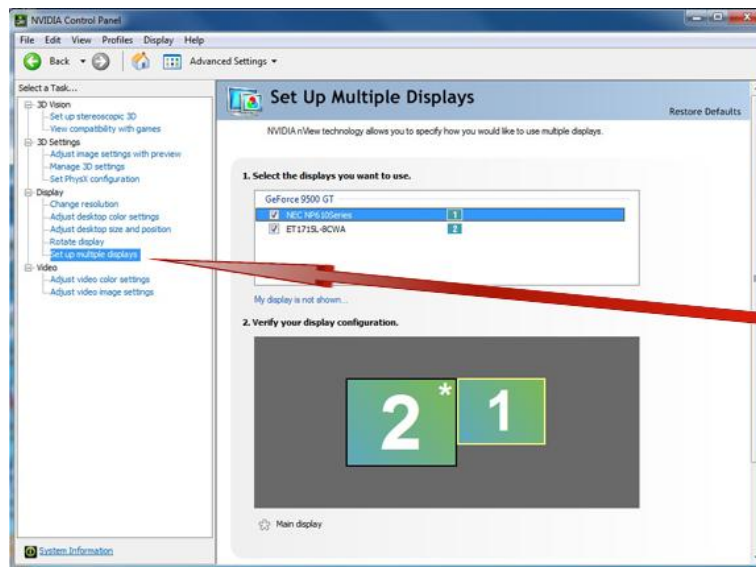 NVIDIA Control Panel
File Edit View Profiles Display Help
Back Advanced Settings
Select a Task...
3D Vision
Set up stereoscopic 3D
View compatibility with games
3D Settings
Adjust image settings with preview
Manage 3D settings
Set PhysX configuration
Display
Change resolution
Adjust desktop color settings
Adjust desktop size and position
Rotate display
Set up multiple displays
Video
Adjust video color settings
Adjust video image settings
System Information
Set Up Multiple Displays
Restore Defaults
NVIDIA nView technology allows you to specify how you would like to use multiple displays.
1. Select the displays you want to use.
GeForce 9500 GT
NEC NP610Series 1
ET1715L-8CWA 2
My display is not shown...
2. Verify your display configuration.
2 * 1
Main display